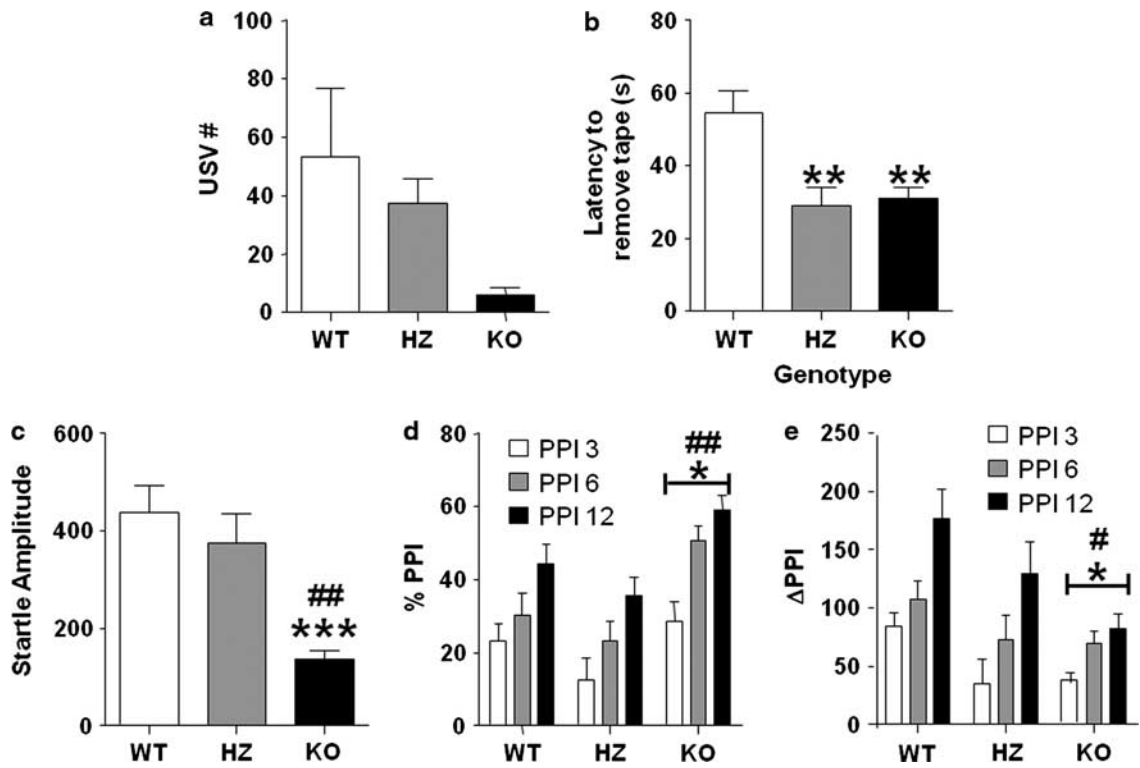 a
100
80
60
40
20
0
USV #
WT HZ KO
b
80
60
40
20
0
Latency to
remove tape (s)
** **
WT HZ KO
Genotype
c
600
400
200
0
Startle Amplitude
##
***
WT HZ KO
d
80
60
40
20
0
% PPI
PPI 3
PPI 6
PPI 12
##
*
WT HZ KO
e
250
200
150
100
50
0
ΔPPI
PPI 3
PPI 6
PPI 12
#
*
WT HZ KO